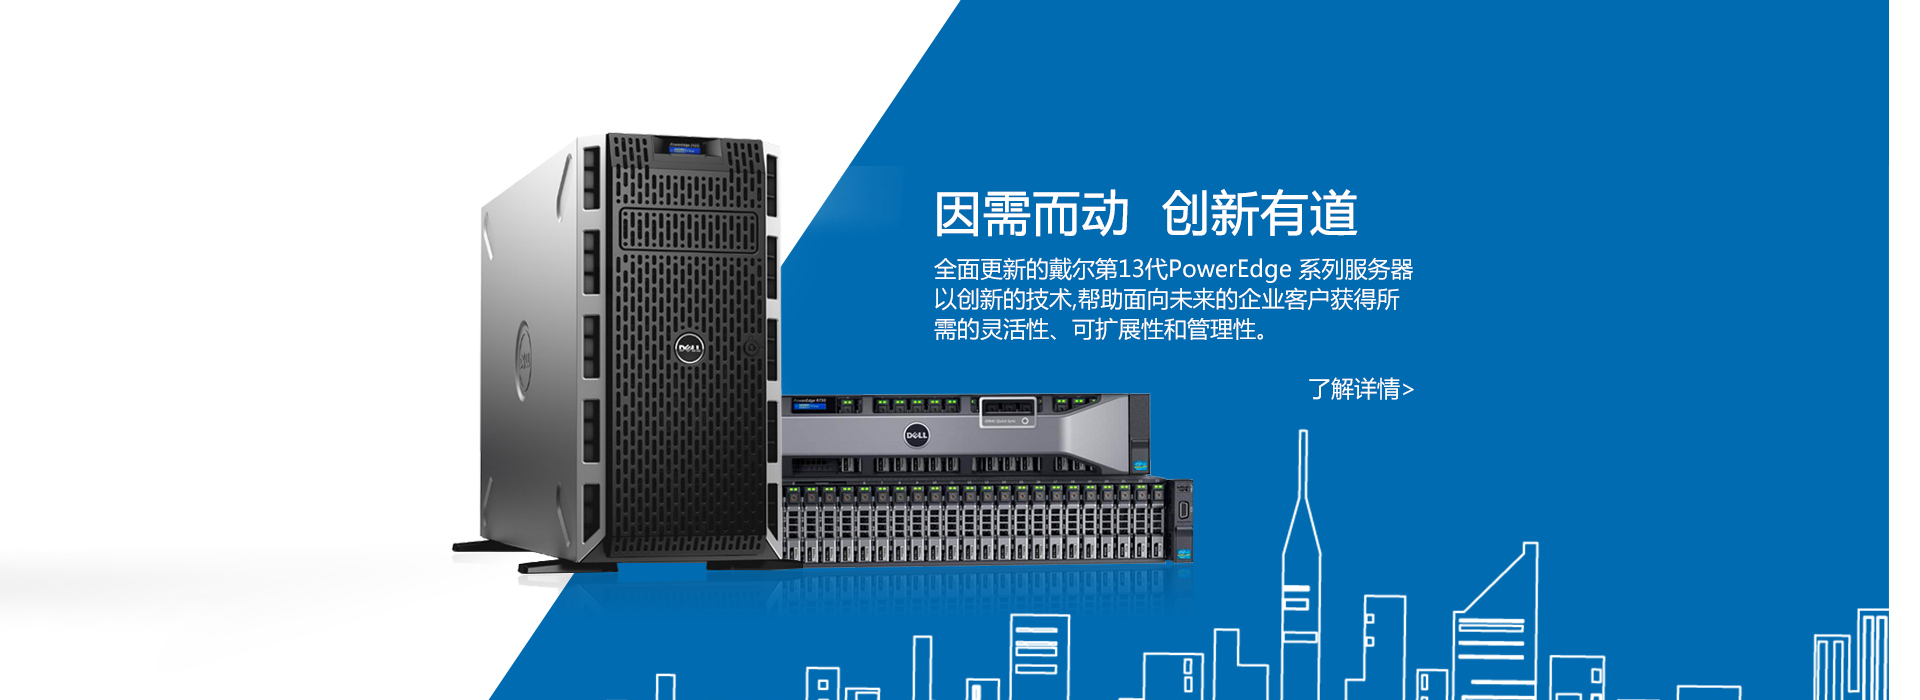 因需而动 创新有道
全面更新的戴尔第13代PowerEdge 系列服务器
以创新的技术,帮助面向未来的企业客户获得所
需的灵活性、可扩展性和管理性。
了解详情>
DELL
DELL
PowerEdge R730
DELL